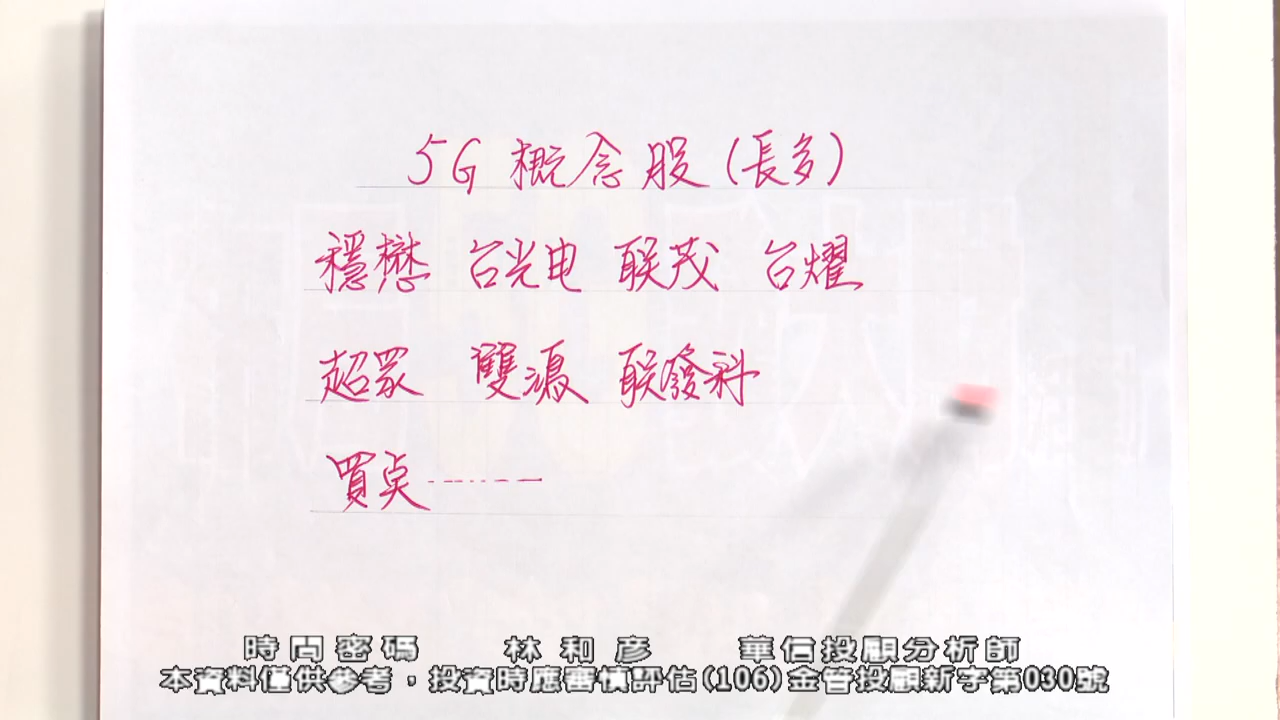 5G 概念股 (長多)
穩懋 台光电 联茂 台燿
超眾 雙鴻 联發科
買点------
時間密碼 林和彥 華信投顧分析師
本資料僅供參考，投資時應審慎評估(106)金管投顧新字第030號